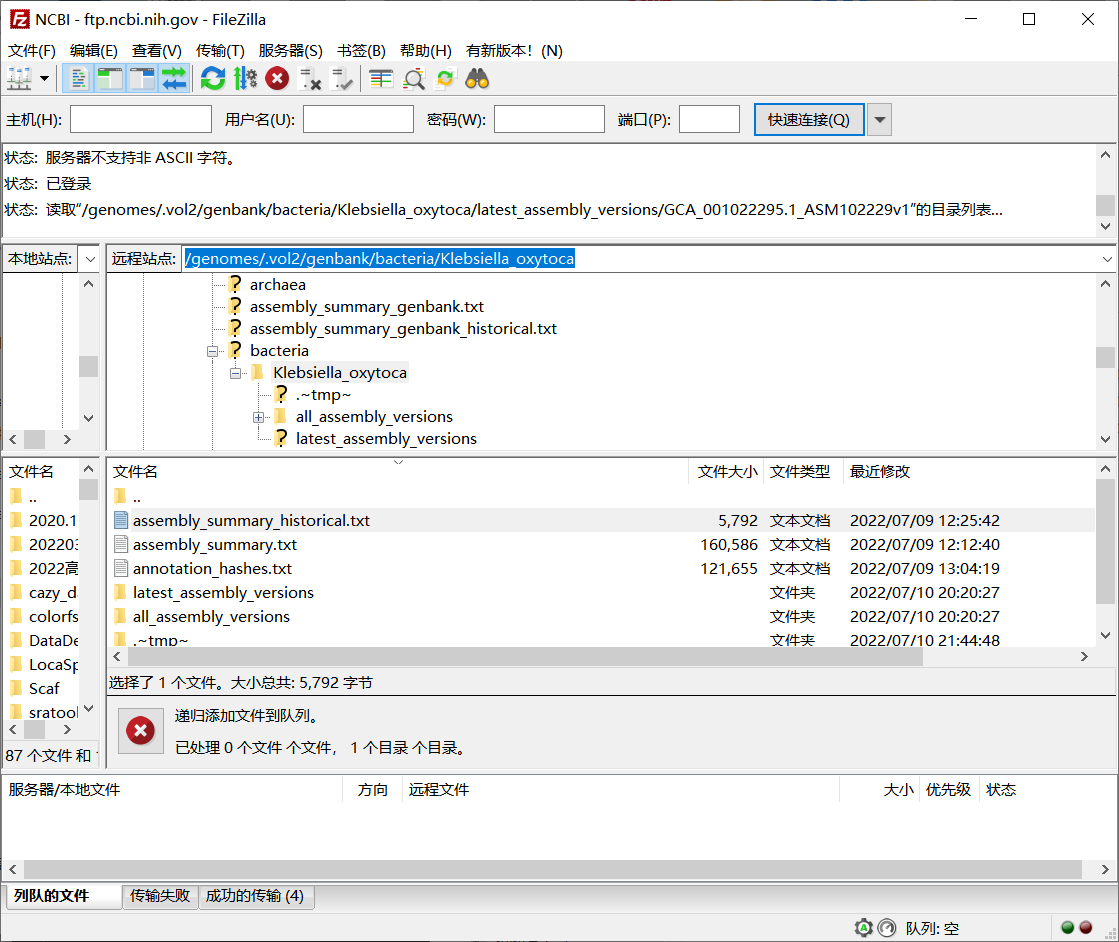 NCBI - ftp.ncbi.nih.gov - FileZilla
文件(F) 编辑(E) 查看(V) 传输(T) 服务器(S) 书签(B) 帮助(H) 有新版本！(N)
主机(H): 用户名(U): 密码(W): 端口(P): 快速连接(Q)
状态: 服务器不支持非 ASCII 字符。
状态: 已登录
状态: 读取“/genomes/.vol2/genbank/bacteria/Klebsiella_oxytoca/latest_assembly_versions/GCA_001022295.1_ASM102229v1”的目录列表...
本地站点: 远程站点: /genomes/.vol2/genbank/bacteria/Klebsiella_oxytoca
archaea
assembly_summary_genbank.txt
assembly_summary_genbank_historical.txt
bacteria
Klebsiella_oxytoca
.~tmp~
all_assembly_versions
latest_assembly_versions
文件名 文件名 文件大小 文件类型 最近修改
.. ..
2020.1 assembly_summary_historical.txt 5,792 文本文档 2022/07/09 12:25:42
202203 assembly_summary.txt 160,586 文本文档 2022/07/09 12:12:40
2022高 annotation_hashes.txt 121,655 文本文档 2022/07/09 13:04:19
cazy_d latest_assembly_versions 文件夹 2022/07/10 20:20:27
colorfs all_assembly_versions 文件夹 2022/07/10 20:20:27
DataDe .~tmp~ 文件夹 2022/07/10 21:44:48
LocaSp
Scaf 选择了 1 个文件。大小总共: 5,792 字节
sratool 递归添加文件到队列。
87 个文件 和 已处理 0 个文件 个文件， 1 个目录 个目录。
服务器/本地文件 方向 远程文件 大小 优先级 状态
列队的文件 传输失败 成功的传输 (4)
队列: 空